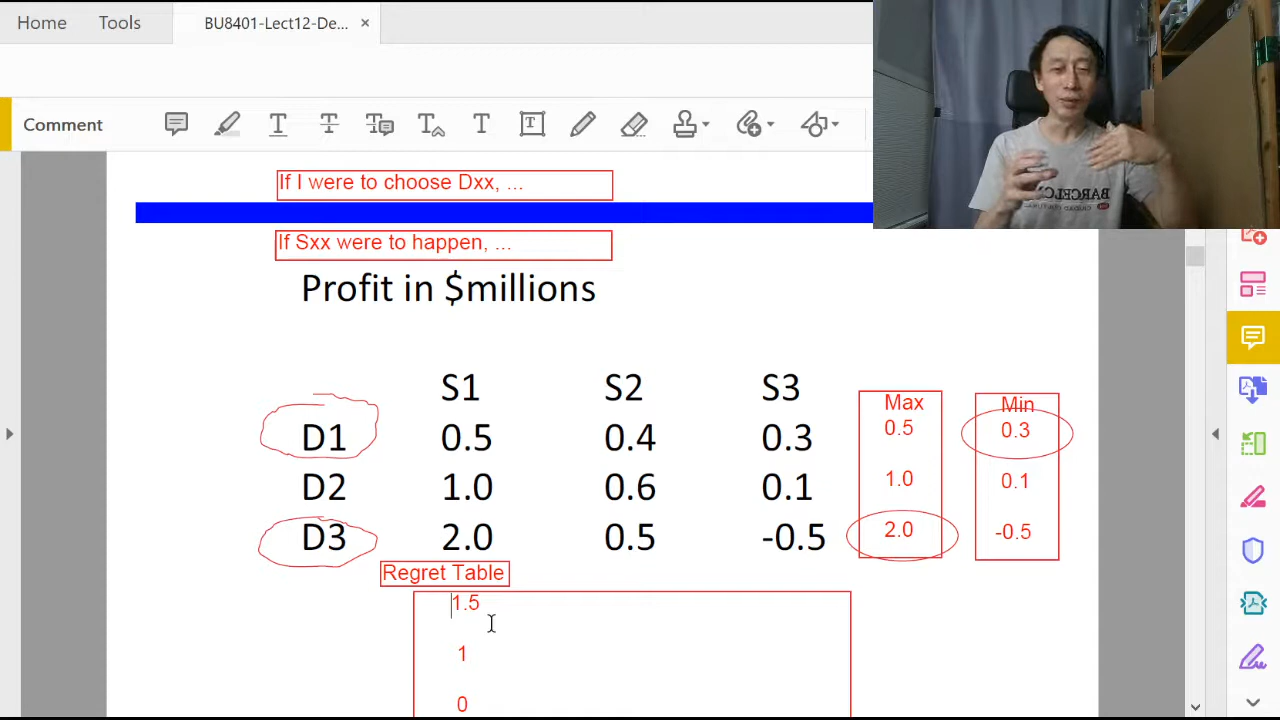 Home Tools BU8401-Lect12-De... ×
Comment
If I were to choose Dxx, ...
If Sxx were to happen, ...
Profit in $millions
S1 S2 S3 Max Min
D1 0.5 0.4 0.3 0.5 0.3
D2 1.0 0.6 0.1 1.0 0.1
D3 2.0 0.5 -0.5 2.0 -0.5
Regret Table
1.5
1
0
BARCELO